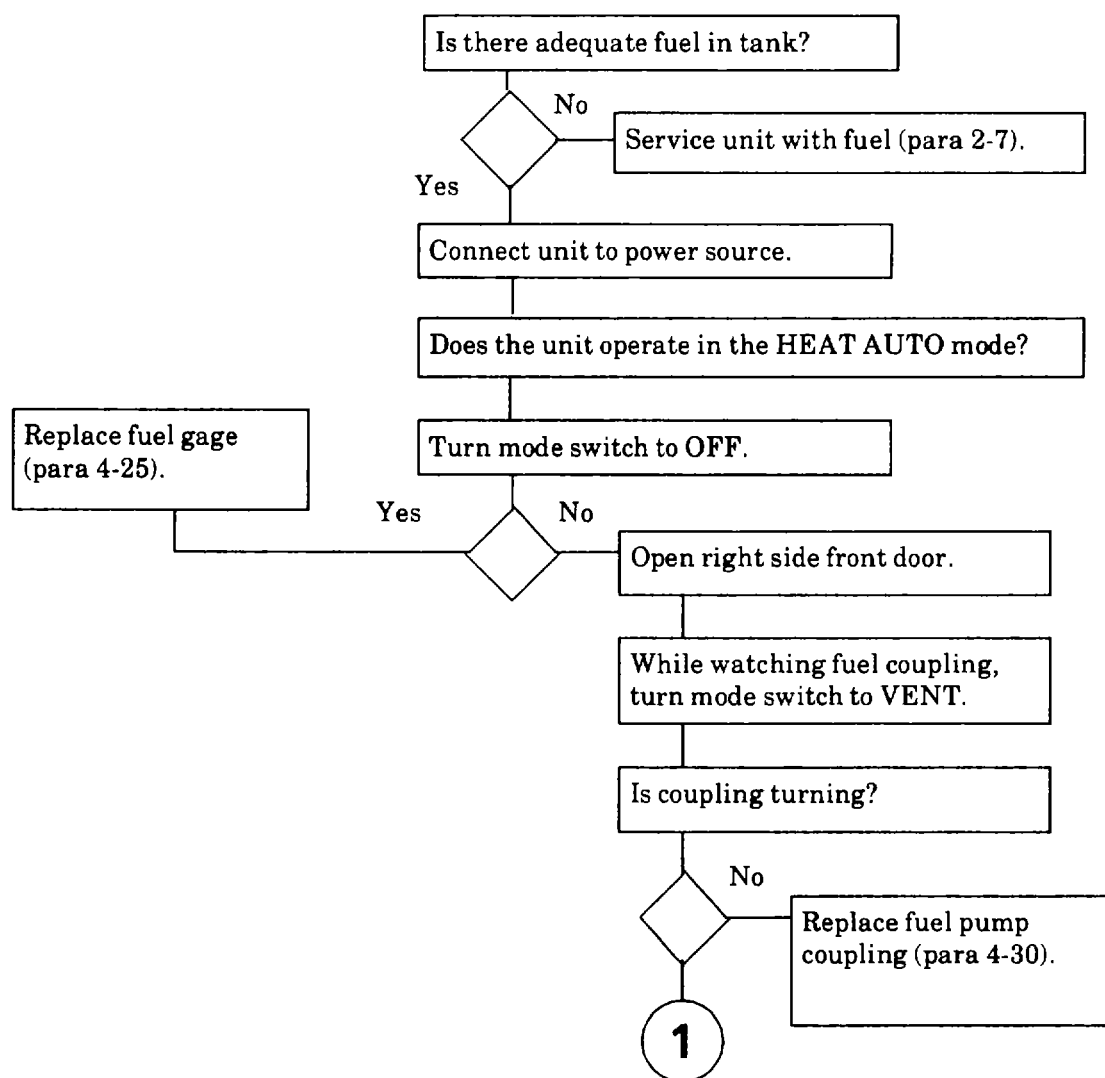 Is there adequate fuel in tank?
No
Service unit with fuel (para 2-7).
Yes
Connect unit to power source.
Does the unit operate in the HEAT AUTO mode?
Replace fuel gage
(para 4-25).
Turn mode switch to OFF.
Yes
No
Open right side front door.
While watching fuel coupling,
turn mode switch to VENT.
Is coupling turning?
No
Replace fuel pump
coupling (para 4-30).
1